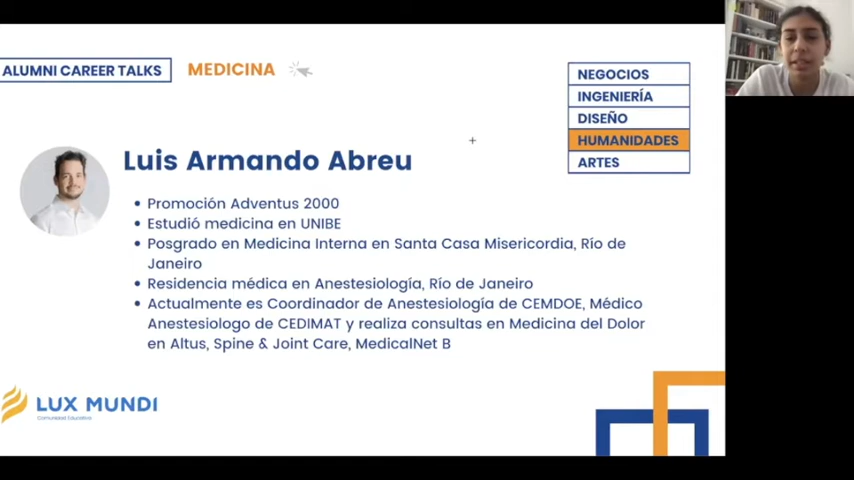 ALUMNI CAREER TALKS
MEDICINA
NEGOCIOS
INGENIERÍA
DISEÑO
HUMANIDADES
ARTES
Luis Armando Abreu
• Promoción Adventus 2000
• Estudió medicina en UNIBE
• Posgrado en Medicina Interna en Santa Casa Misericordia, Río de
Janeiro
• Residencia médica en Anestesiología, Río de Janeiro
• Actualmente es Coordinador de Anestesiología de CEMDOE, Médico
Anestesiologo de CEDIMAT y realiza consultas en Medicina del Dolor
en Altus, Spine & Joint Care, MedicalNet B
LUX MUNDI
Comunidad Educativa